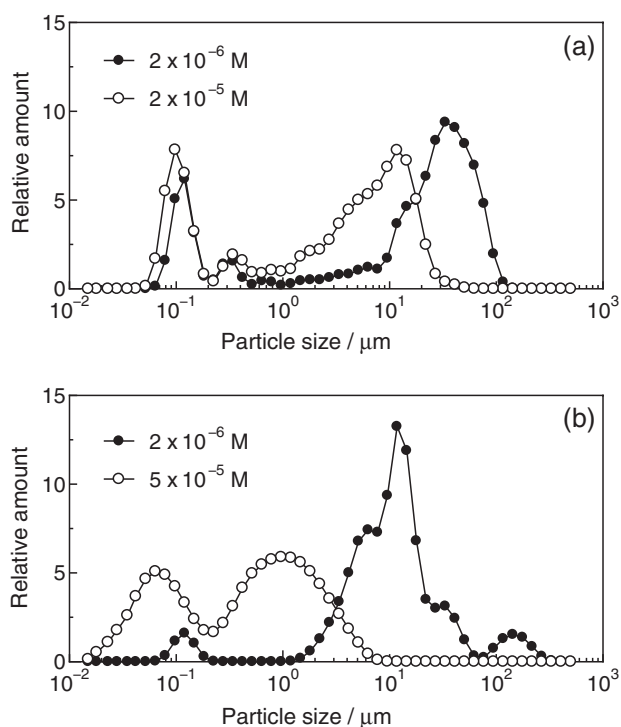 15
(a)
2 x 10⁻⁶ M
2 x 10⁻⁵ M
10
Relative amount
5
0
10⁻² 10⁻¹ 10⁰ 10¹ 10² 10³
Particle size / μm
15
(b)
2 x 10⁻⁶ M
5 x 10⁻⁵ M
10
Relative amount
5
0
10⁻² 10⁻¹ 10⁰ 10¹ 10² 10³
Particle size / μm